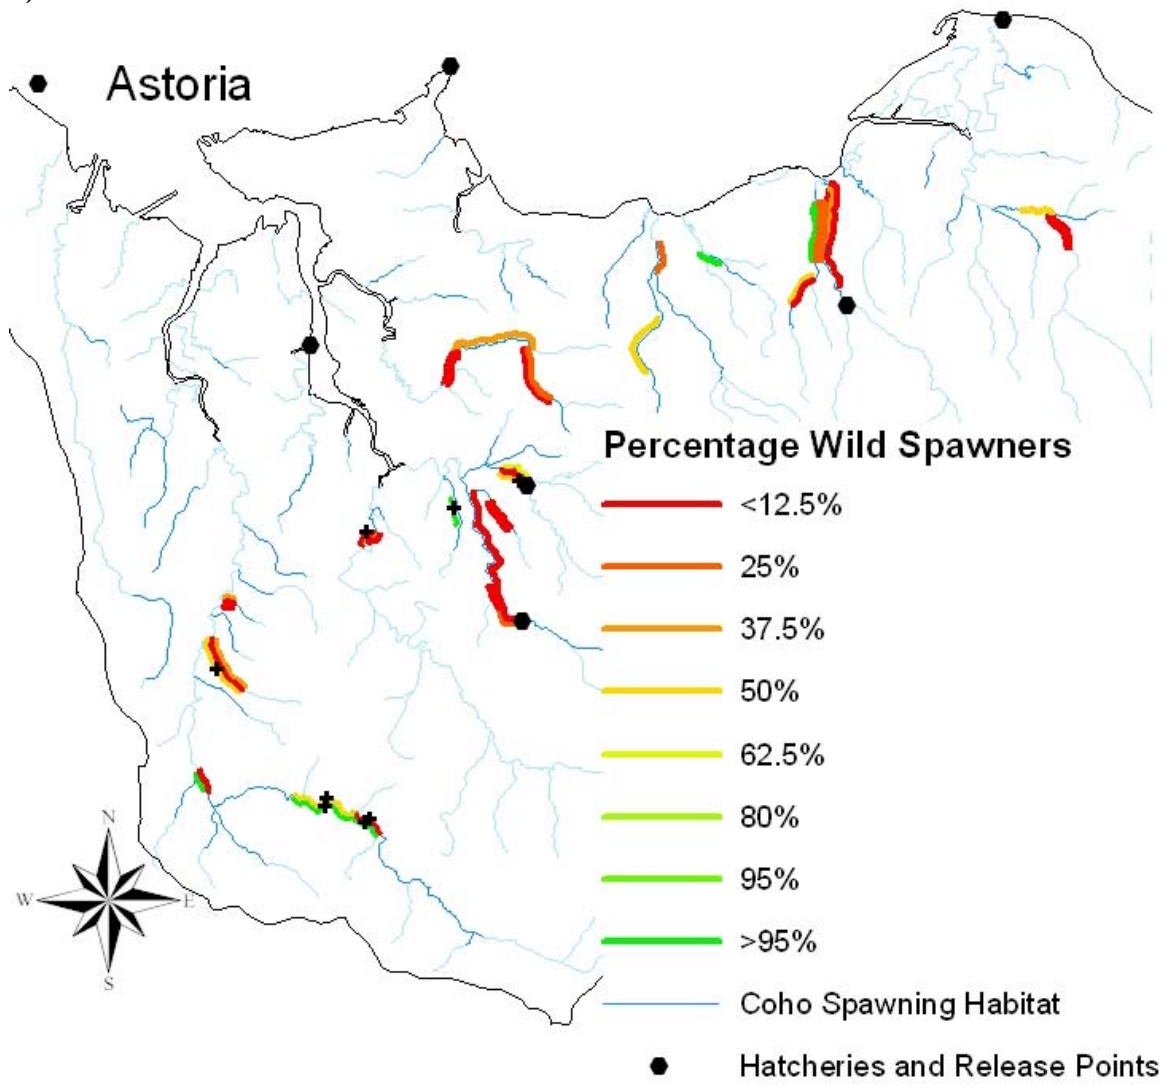 Astoria
Percentage Wild Spawners
<12.5%
25%
37.5%
50%
62.5%
80%
95%
>95%
Coho Spawning Habitat
Hatcheries and Release Points
N
W
E
S